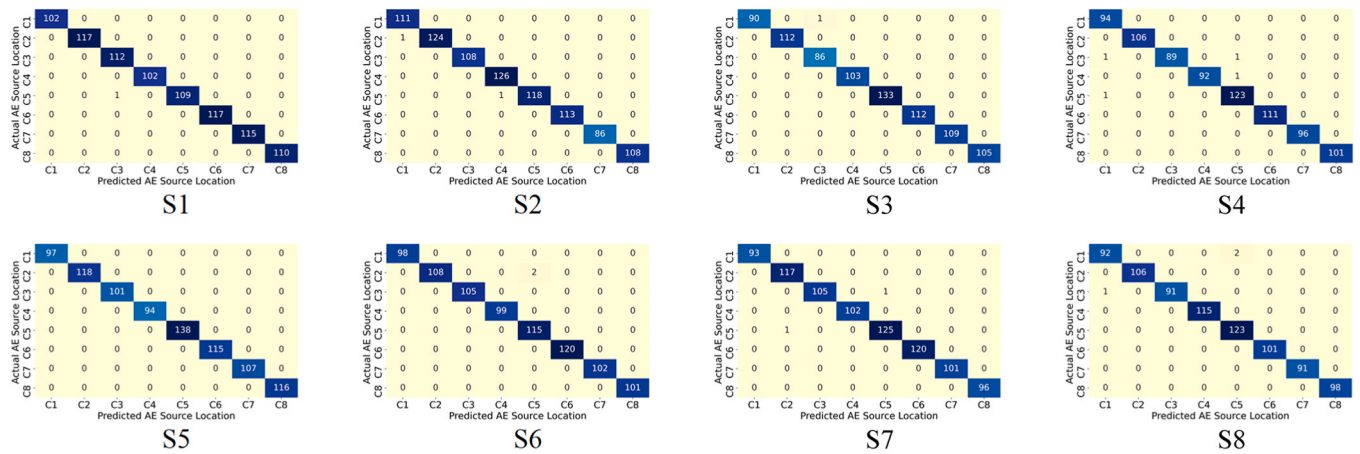 Actual AE Source Location
C1 102 0 0 0 0 0 0 0
C2 0 117 0 0 0 0 0 0
C3 0 0 112 0 0 0 0 0
C4 0 0 0 102 0 0 0 0
C5 0 0 1 0 109 0 0 0
C6 0 0 0 0 0 117 0 0
C7 0 0 0 0 0 0 115 0
C8 0 0 0 0 0 0 0 110
C1 C2 C3 C4 C5 C6 C7 C8
Predicted AE Source Location
S1
Actual AE Source Location
C1 111 0 0 0 0 0 0 0
C2 1 124 0 0 0 0 0 0
C3 0 0 108 0 0 0 0 0
C4 0 0 0 126 0 0 0 0
C5 0 0 0 1 118 0 0 0
C6 0 0 0 0 0 113 0 0
C7 0 0 0 0 0 0 86 0
C8 0 0 0 0 0 0 0 108
C1 C2 C3 C4 C5 C6 C7 C8
Predicted AE Source Location
S2
Actual AE Source Location
C1 90 0 1 0 0 0 0 0
C2 0 112 0 0 0 0 0 0
C3 0 0 86 0 0 0 0 0
C4 0 0 0 103 0 0 0 0
C5 0 0 0 0 133 0 0 0
C6 0 0 0 0 0 112 0 0
C7 0 0 0 0 0 0 109 0
C8 0 0 0 0 0 0 0 105
C1 C2 C3 C4 C5 C6 C7 C8
Predicted AE Source Location
S3
Actual AE Source Location
C1 94 0 0 0 0 0 0 0
C2 0 106 0 0 0 0 0 0
C3 1 0 89 0 1 0 0 0
C4 0 0 0 92 1 0 0 0
C5 1 0 0 0 123 0 0 0
C6 0 0 0 0 0 111 0 0
C7 0 0 0 0 0 0 96 0
C8 0 0 0 0 0 0 0 101
C1 C2 C3 C4 C5 C6 C7 C8
Predicted AE Source Location
S4
Actual AE Source Location
C1 97 0 0 0 0 0 0 0
C2 0 118 0 0 0 0 0 0
C3 0 0 101 0 0 0 0 0
C4 0 0 0 94 0 0 0 0
C5 0 0 0 0 138 0 0 0
C6 0 0 0 0 0 115 0 0
C7 0 0 0 0 0 0 107 0
C8 0 0 0 0 0 0 0 116
C1 C2 C3 C4 C5 C6 C7 C8
Predicted AE Source Location
S5
Actual AE Source Location
C1 98 0 0 0 0 0 0 0
C2 0 108 0 0 2 0 0 0
C3 0 0 105 0 0 0 0 0
C4 0 0 0 99 0 0 0 0
C5 0 0 0 0 115 0 0 0
C6 0 0 0 0 0 120 0 0
C7 0 0 0 0 0 0 102 0
C8 0 0 0 0 0 0 0 101
C1 C2 C3 C4 C5 C6 C7 C8
Predicted AE Source Location
S6
Actual AE Source Location
C1 93 0 0 0 0 0 0 0
C2 0 117 0 0 0 0 0 0
C3 0 0 105 0 1 0 0 0
C4 0 0 0 102 0 0 0 0
C5 0 1 0 0 125 0 0 0
C6 0 0 0 0 0 120 0 0
C7 0 0 0 0 0 0 101 0
C8 0 0 0 0 0 0 0 96
C1 C2 C3 C4 C5 C6 C7 C8
Predicted AE Source Location
S7
Actual AE Source Location
C1 92 0 0 0 2 0 0 0
C2 0 106 0 0 0 0 0 0
C3 1 0 91 0 0 0 0 0
C4 0 0 0 115 0 0 0 0
C5 0 0 0 0 123 0 0 0
C6 0 0 0 0 0 101 0 0
C7 0 0 0 0 0 0 91 0
C8 0 0 0 0 0 0 0 98
C1 C2 C3 C4 C5 C6 C7 C8
Predicted AE Source Location
S8